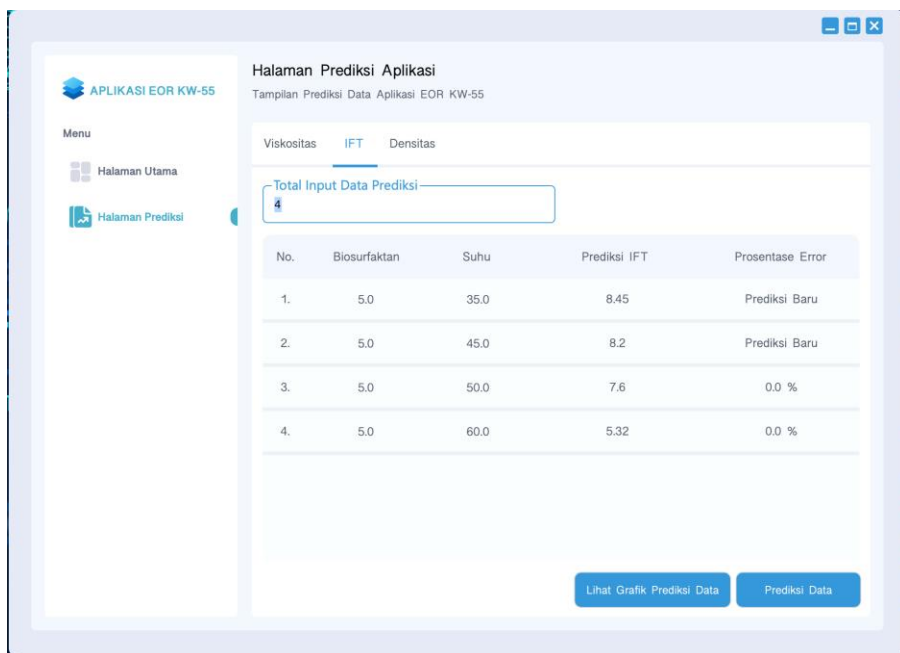 APLIKASI EOR KW-55
Menu
Halaman Utama
Halaman Prediksi
Halaman Prediksi Aplikasi
Tampilan Prediksi Data Aplikasi EOR KW-55
Viskositas IFT Densitas
Total Input Data Prediksi
4
No. Biosurfaktan Suhu Prediksi IFT Prosentase Error
1. 5.0 35.0 8.45 Prediksi Baru
2. 5.0 45.0 8.2 Prediksi Baru
3. 5.0 50.0 7.6 0.0 %
4. 5.0 60.0 5.32 0.0 %
Lihat Grafik Prediksi Data Prediksi Data